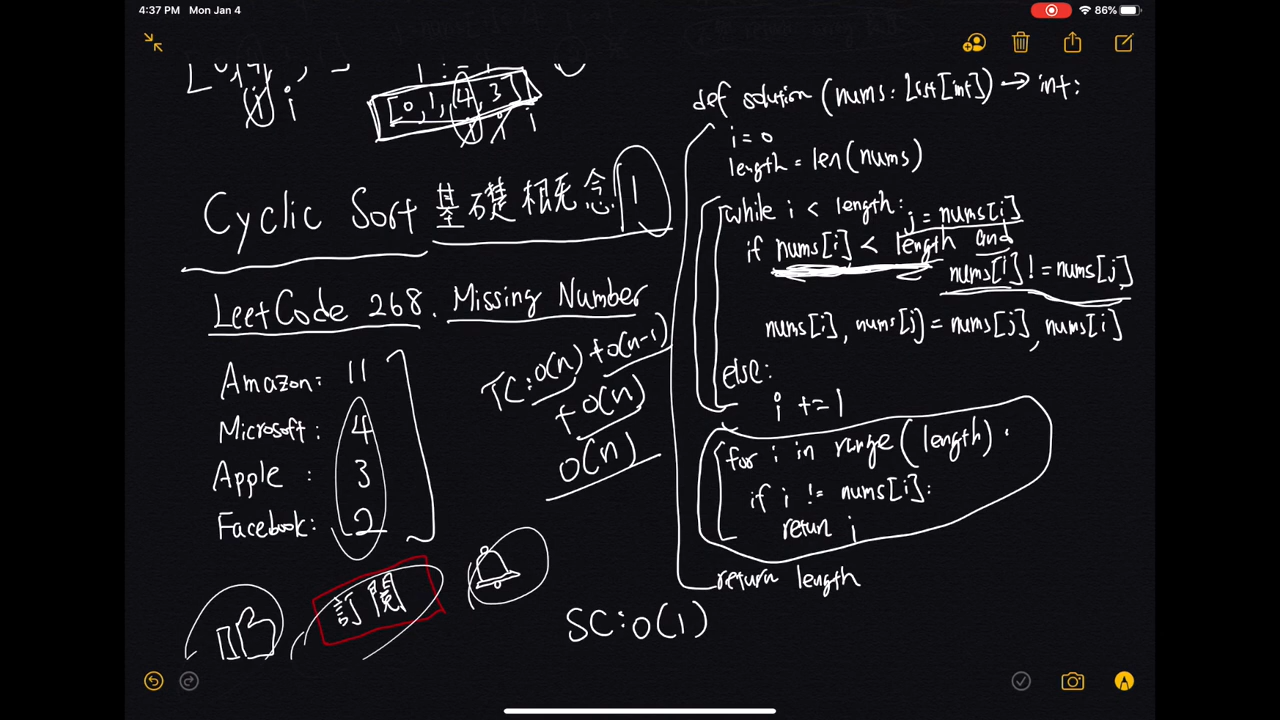 4:37 PM Mon Jan 4
86%
[0,1,4,3]
i i
i i i
Cyclic Sort 基礎概念 1
LeetCode 268. Missing Number
Amazon: 11
Microsoft: 4
Apple : 3
Facebook: 2
訂閱
TC: O(n) + O(n-1)
+ O(n)
O(n)
SC: O(1)
def solution (nums: List[int]) → int:
i = 0
length = len(nums)
while i < length:
j = nums[i]
if nums[i] < length and
nums[i] != nums[j]
nums[i], nums[j] = nums[j], nums[i]
else:
i += 1
for i in range(length) .
if i != nums[i]:
return i
return length